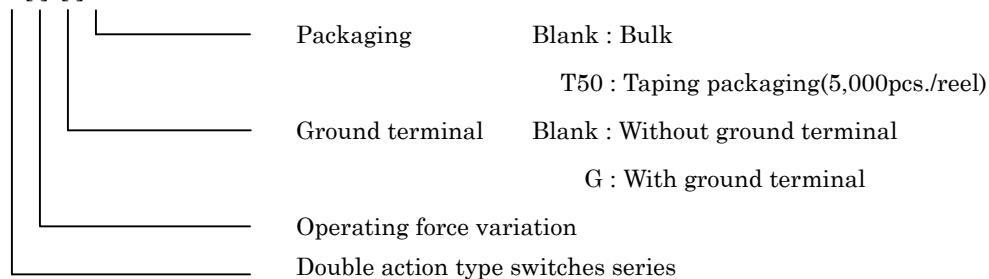 Packaging Blank : Bulk
T50 : Taping packaging(5,000pcs./reel)
Ground terminal Blank : Without ground terminal
G : With ground terminal
Operating force variation
Double action type switches series